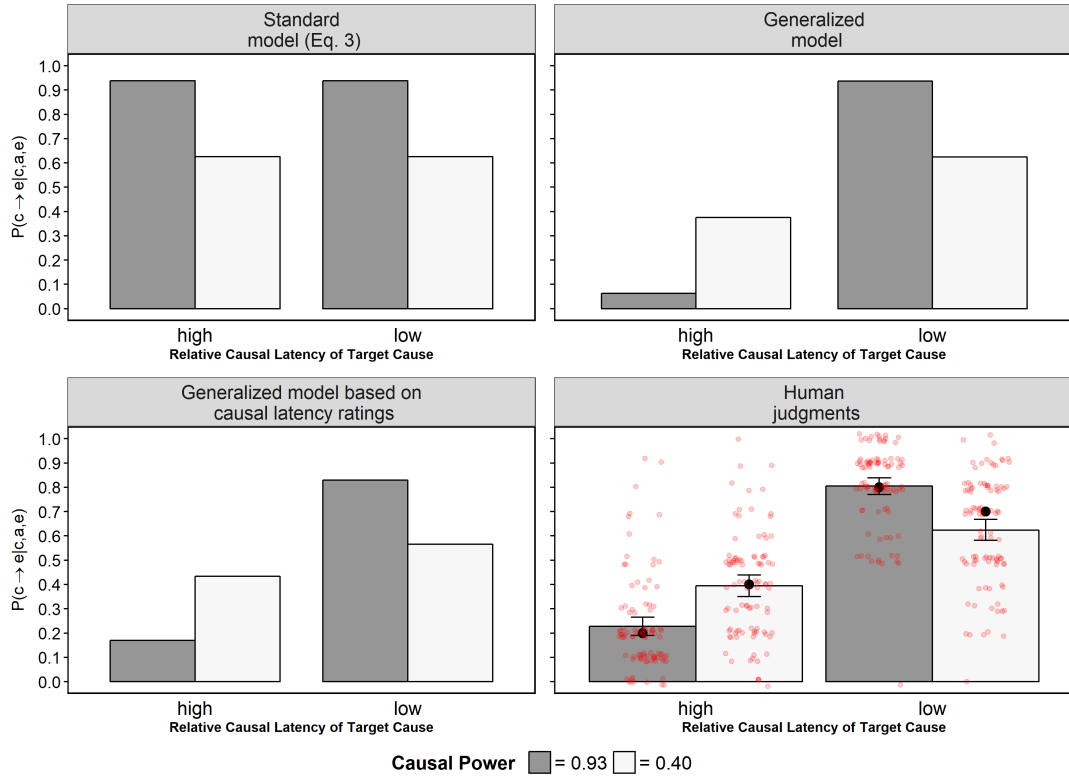 Standard
model (Eq. 3)
Generalized
model
P(c → e|c,a,e)
1.0
0.9
0.8
0.7
0.6
0.5
0.4
0.3
0.2
0.1
0.0
high
low
Relative Causal Latency of Target Cause
high
low
Relative Causal Latency of Target Cause
Generalized model based on
causal latency ratings
Human
judgments
P(c → e|c,a,e)
1.0
0.9
0.8
0.7
0.6
0.5
0.4
0.3
0.2
0.1
0.0
high
low
Relative Causal Latency of Target Cause
high
low
Relative Causal Latency of Target Cause
Causal Power = 0.93 = 0.40